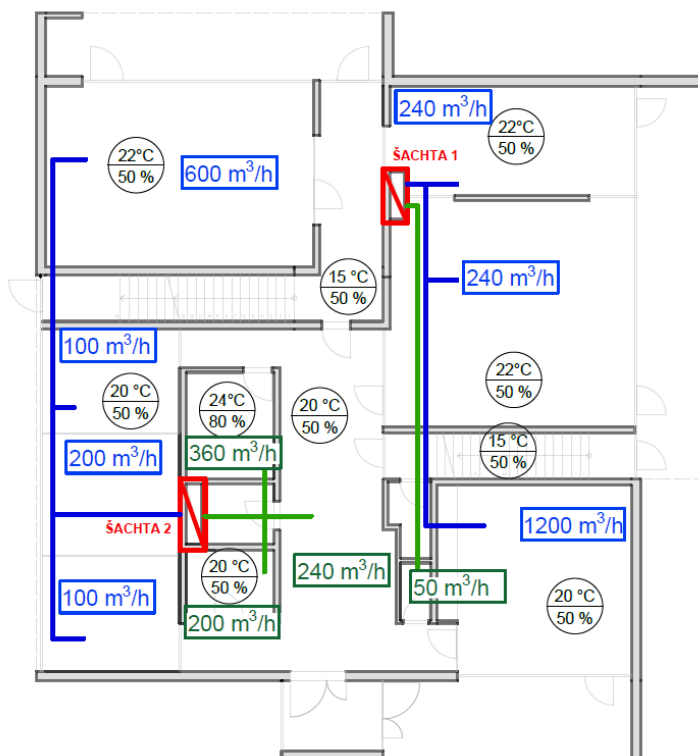 240 m³/h
22°C
50 %
ŠACHTA 1
22°C
50 %
600 m³/h
15 °C
50 %
240 m³/h
100 m³/h
22°C
50 %
20 °C
50 %
24°C
80 %
20 °C
50 %
15 °C
50 %
200 m³/h
360 m³/h
ŠACHTA 2
1200 m³/h
20 °C
50 %
240 m³/h
50 m³/h
100 m³/h
20 °C
50 %
200 m³/h